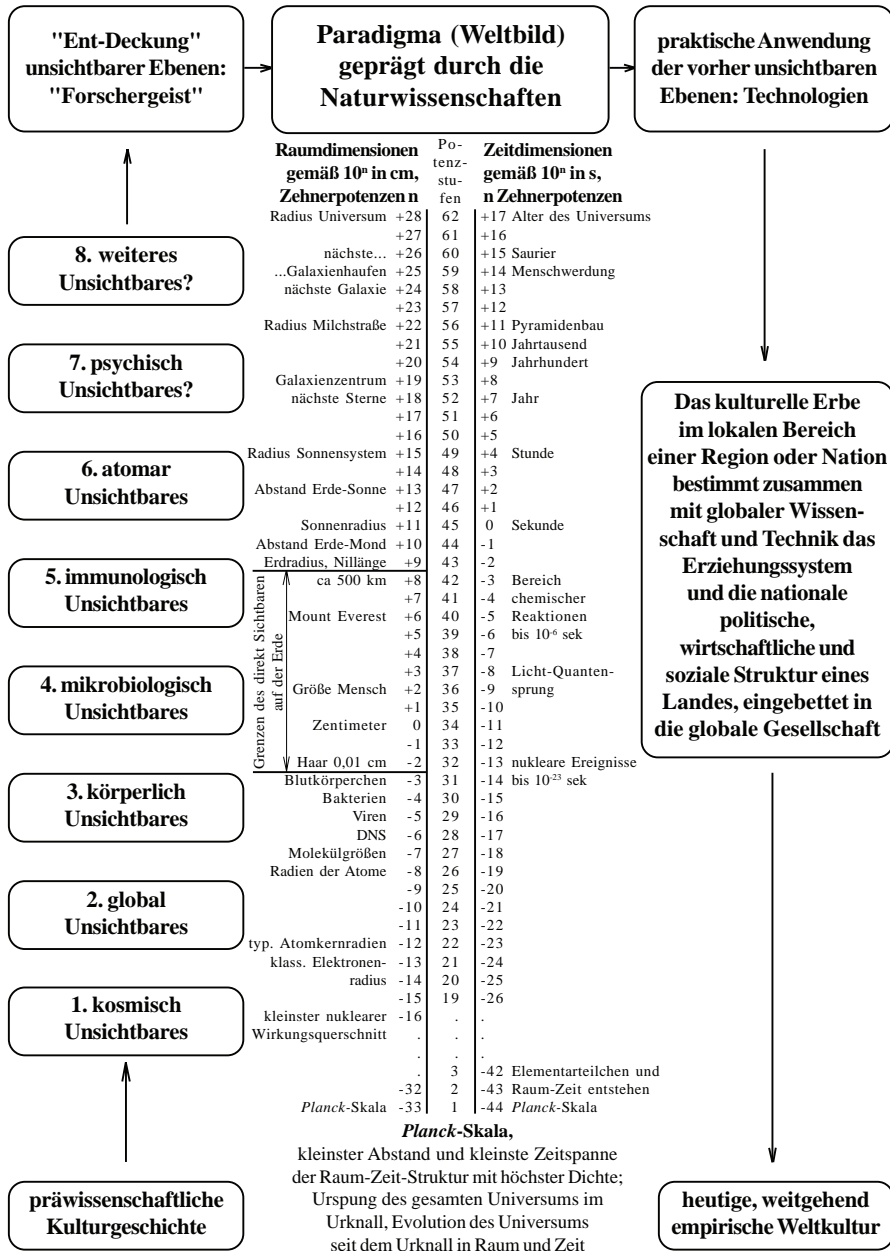 "Ent-Deckung"
unsichtbarer Ebenen:
"Forschergeist"
Paradigma (Weltbild)
geprägt durch die
Naturwissenschaften
praktische Anwendung
der vorher unsichtbaren
Ebenen: Technologien
8. weiteres
Unsichtbares?
7. psychisch
Unsichtbares?
6. atomar
Unsichtbares
5. immunologisch
Unsichtbares
4. mikrobiologisch
Unsichtbares
3. körperlich
Unsichtbares
2. global
Unsichtbares
1. kosmisch
Unsichtbares
präwissenschaftliche
Kulturgeschichte
Raumdimensionen
gemäß 10ⁿ in cm,
Zehnerpotenzen n
Po-
tenz-
stu-
fen
Zeitdimensionen
gemäß 10ⁿ in s,
n Zehnerpotenzen
Radius Universum +28 62 +17 Alter des Universums
+27 61 +16
nächste... +26 60 +15 Saurier
...Galaxienhaufen +25 59 +14 Menschwerdung
nächste Galaxie +24 58 +13
+23 57 +12
Radius Milchstraße +22 56 +11 Pyramidenbau
+21 55 +10 Jahrtausend
+20 54 +9 Jahrhundert
Galaxienzentrum +19 53 +8
nächste Sterne +18 52 +7 Jahr
+17 51 +6
+16 50 +5
Radius Sonnensystem +15 49 +4 Stunde
+14 48 +3
Abstand Erde-Sonne +13 47 +2
+12 46 +1
Sonnenradius +11 45 0 Sekunde
Abstand Erde-Mond +10 44 -1
Erdradius, Nillänge +9 43 -2
ca 500 km +8 42 -3 Bereich
+7 41 -4 chemischer
Mount Everest +6 40 -5 Reaktionen
+5 39 -6 bis 10⁻⁶ sek
+4 38 -7
+3 37 -8 Licht-Quanten-
Größe Mensch +2 36 -9 sprung
+1 35 -10
Zentimeter 0 34 -11
-1 33 -12
Haar 0,01 cm -2 32 -13 nukleare Ereignisse
Blutkörperchen -3 31 -14 bis 10⁻²³ sek
Bakterien -4 30 -15
Viren -5 29 -16
DNS -6 28 -17
Molekülgrößen -7 27 -18
Radien der Atome -8 26 -19
-9 25 -20
-10 24 -21
-11 23 -22
typ. Atomkernradien -12 22 -23
klass. Elektronen- -13 21 -24
radius -14 20 -25
-15 19 -26
kleinster nuklearer -16 . .
Wirkungsquerschnitt . . .
. . .
. 3 -42 Elementarteilchen und
-32 2 -43 Raum-Zeit entstehen
Planck-Skala -33 1 -44 Planck-Skala
Grenzen des direkt Sichtbaren
auf der Erde
Planck-Skala,
kleinster Abstand und kleinste Zeitspanne
der Raum-Zeit-Struktur mit höchster Dichte;
Urspung des gesamten Universums im
Urknall, Evolution des Universums
seit dem Urknall in Raum und Zeit
Das kulturelle Erbe
im lokalen Bereich
einer Region oder Nation
bestimmt zusammen
mit globaler Wissen-
schaft und Technik das
Erziehungssystem
und die nationale
politische,
wirtschaftliche und
soziale Struktur eines
Landes, eingebettet in
die globale Gesellschaft
heutige, weitgehend
empirische Weltkultur